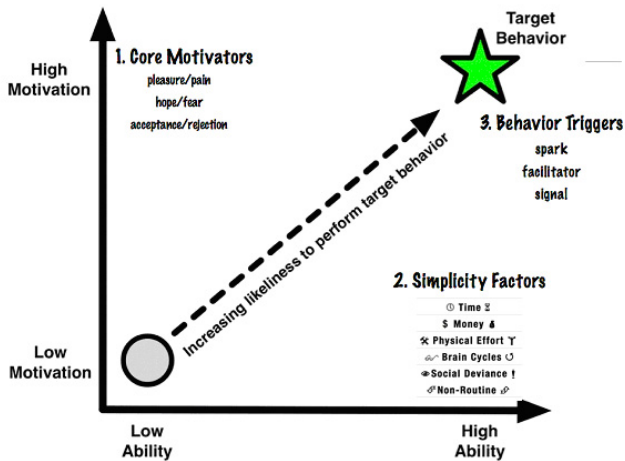 Target
Behavior
High
Motivation
1. Core Motivators
pleasure/pain
hope/fear
acceptance/rejection
3. Behavior Triggers
spark
facilitator
signal
Increasing likeliness to perform target behavior
2. Simplicity Factors
Time
$ Money
Physical Effort
Brain Cycles
Social Deviance !
Non-Routine
Low
Motivation
Low
Ability
High
Ability